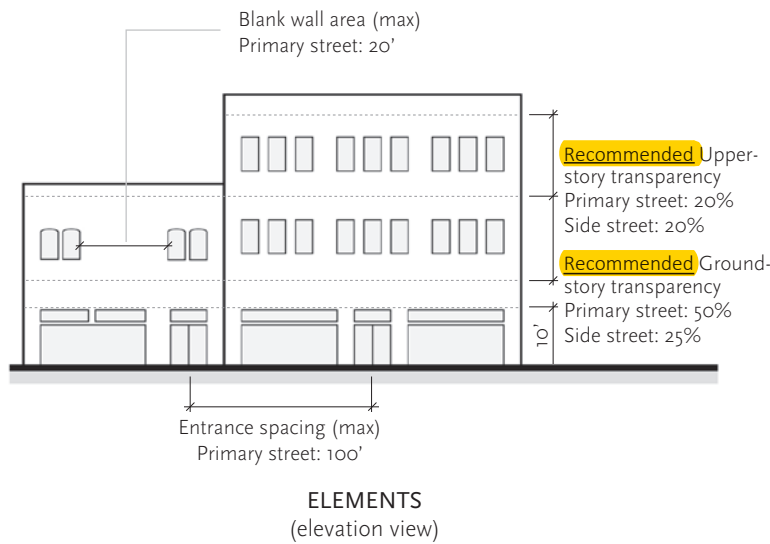 Blank wall area (max)
Primary street: 20’
Recommended Upper-
story transparency
Primary street: 20%
Side street: 20%
Recommended Ground-
story transparency
Primary street: 50%
Side street: 25%
10’
Entrance spacing (max)
Primary street: 100’
ELEMENTS
(elevation view)